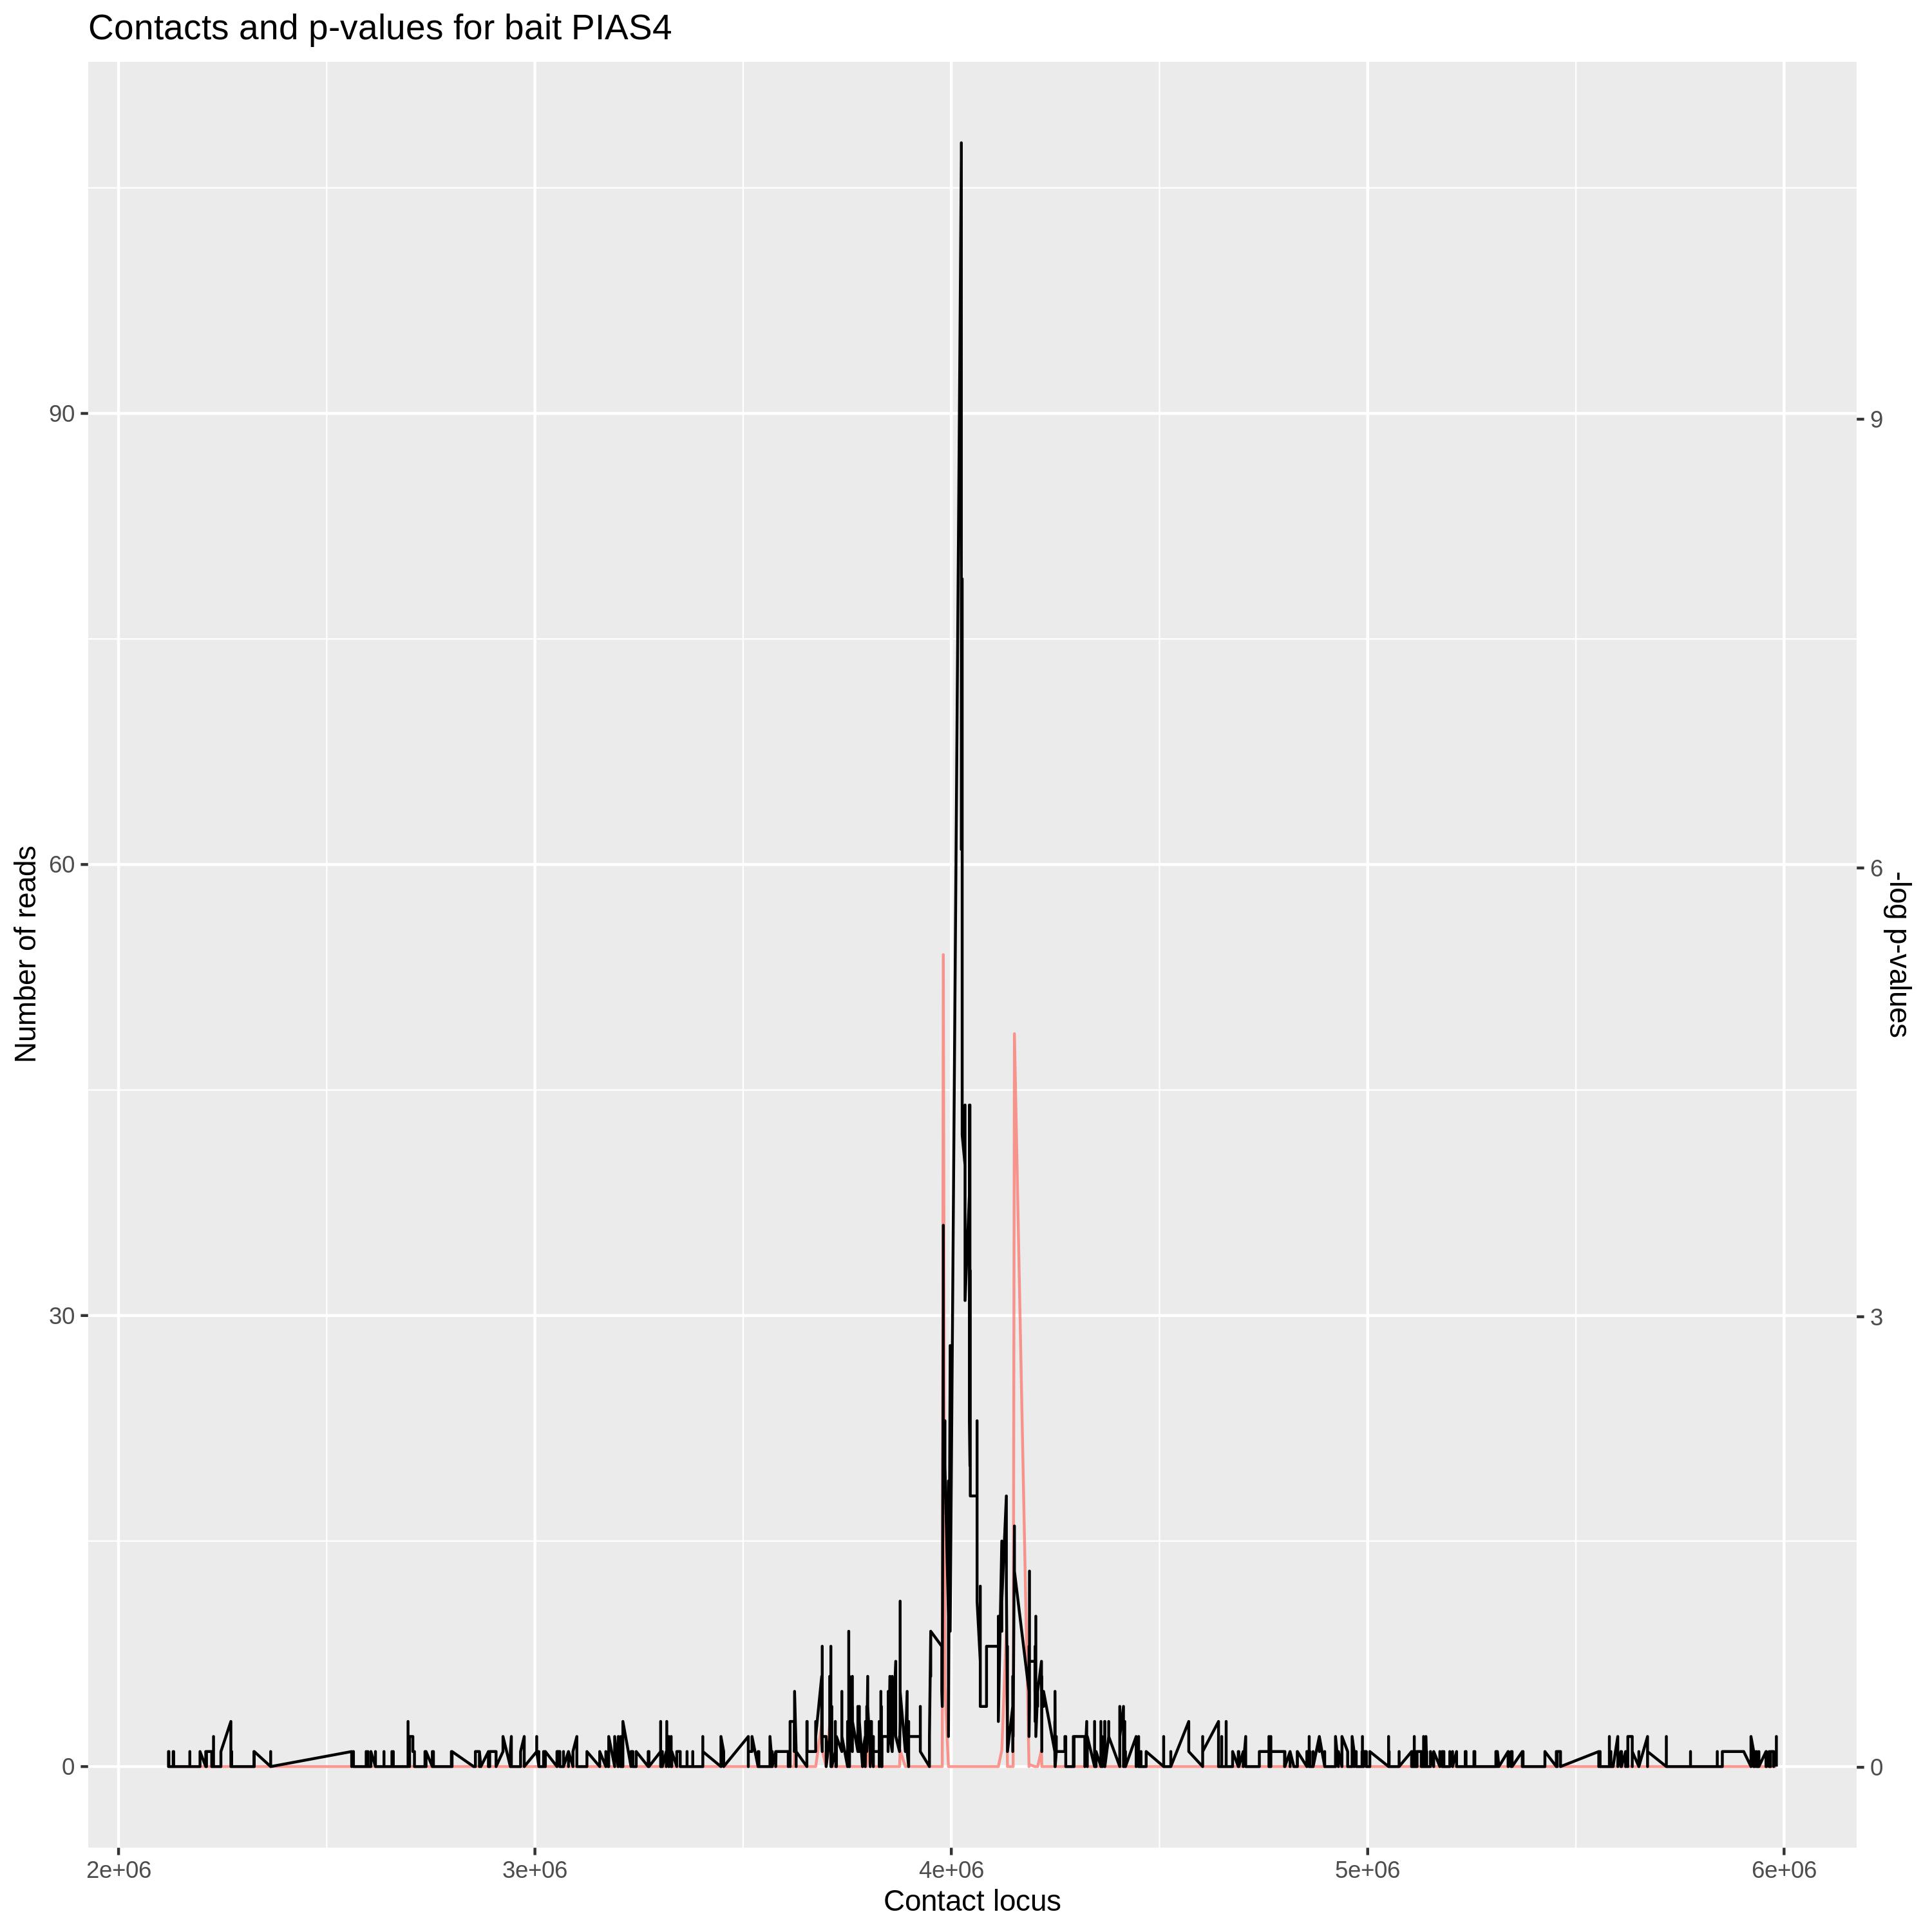 Contacts and p-values for bait PIAS4
90
60
30
0
9
6
3
0
Number of reads
-log p-values
2e+06 3e+06 4e+06 5e+06 6e+06
Contact locus